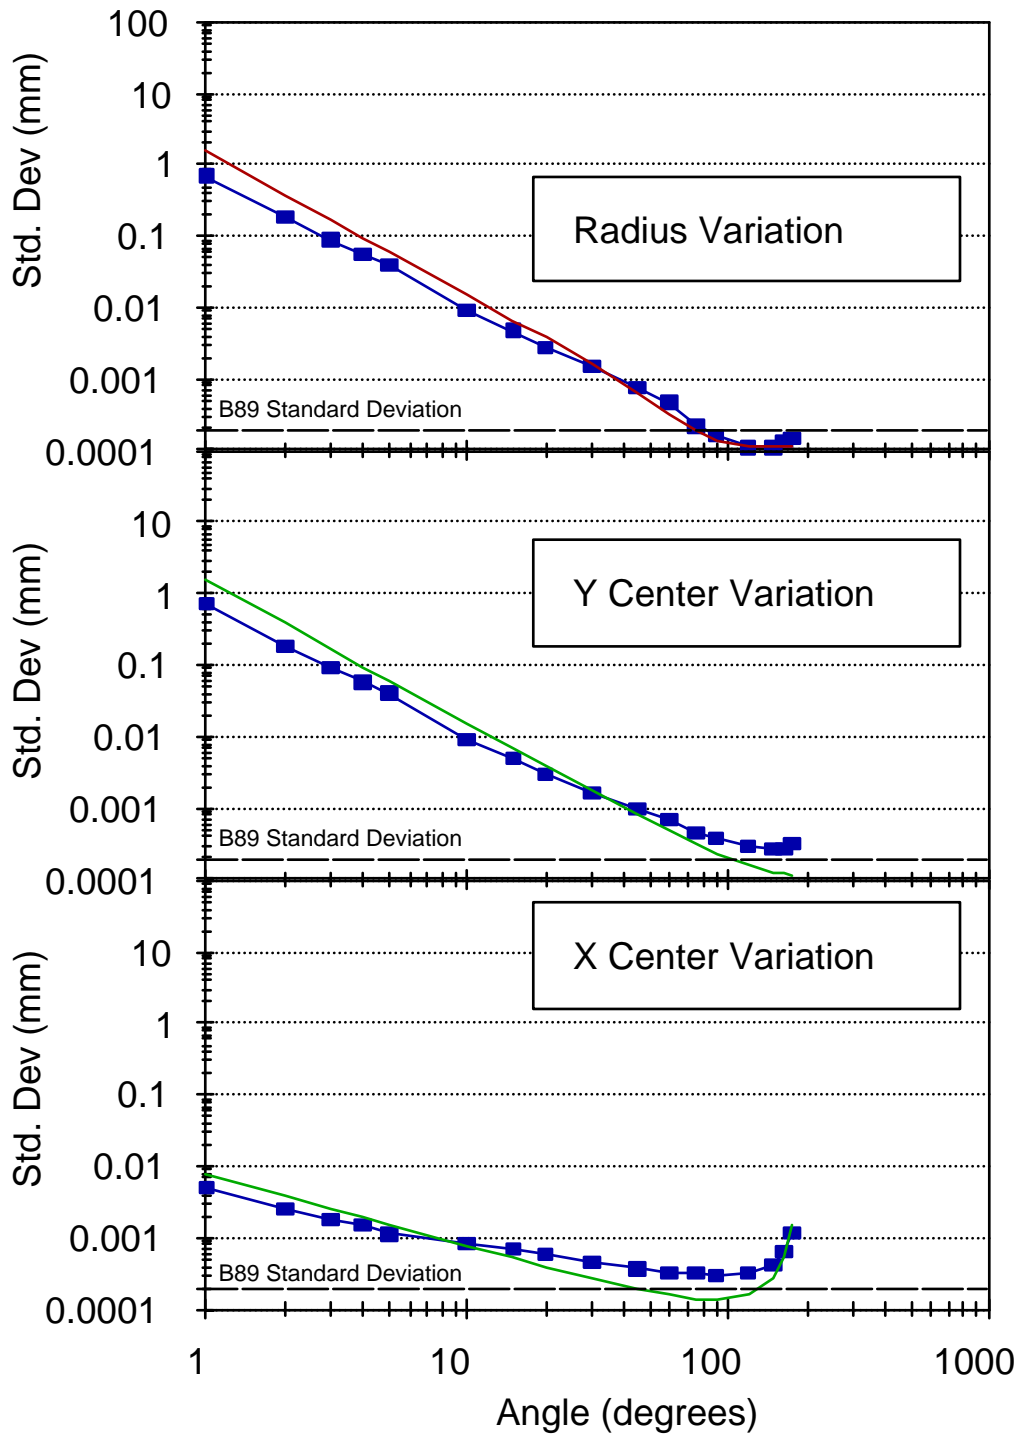 100
10
1
0.1
0.01
0.001
0.0001
Std. Dev (mm)
Radius Variation
B89 Standard Deviation
10
1
0.1
0.01
0.001
0.0001
Std. Dev (mm)
Y Center Variation
B89 Standard Deviation
10
1
0.1
0.01
0.001
0.0001
Std. Dev (mm)
X Center Variation
B89 Standard Deviation
1 10 100 1000
Angle (degrees)